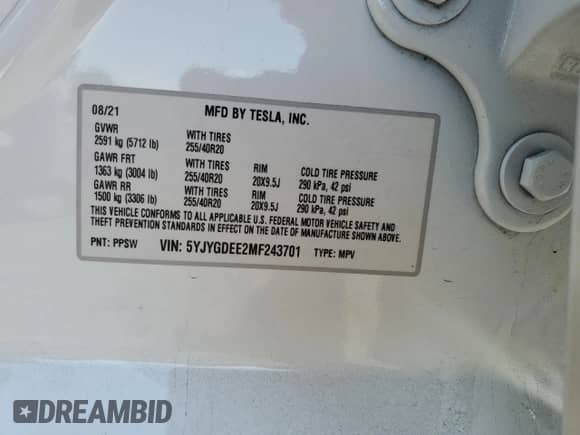 08/21 MFD BY TESLA, INC.
GVWR WITH TIRES
2591 kg (5712 lb) 255/40R20
GAWR FRT WITH TIRES RIM COLD TIRE PRESSURE
1363 kg (3004 lb) 255/40R20 20X9.5J 290 kPa, 42 psi
GAWR RR WITH TIRES RIM COLD TIRE PRESSURE
1500 kg (3306 lb) 255/40R20 20X9.5J 290 kPa, 42 psi
THIS VEHICLE CONFORMS TO ALL APPLICABLE U.S. FEDERAL MOTOR VEHICLE SAFETY AND
THEFT PREVENTION STANDARDS IN EFFECT ON THE DATE OF MANUFACTURE SHOWN ABOVE.
PNT: PPSW VIN: 5YJYGDEE2MF243701 TYPE: MPV
DREAMBID